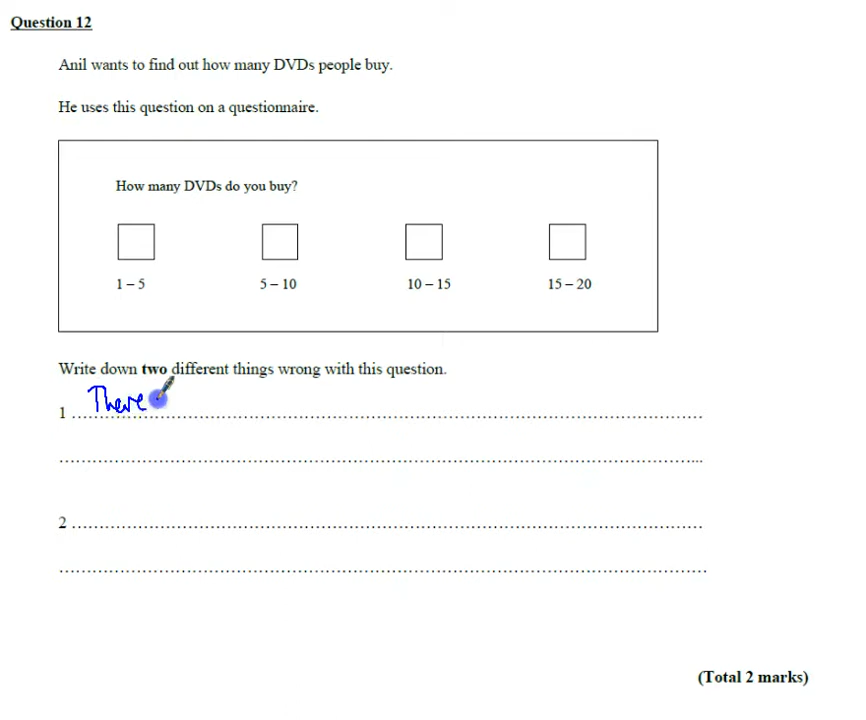 Question 12
Anil wants to find out how many DVDs people buy.
He uses this question on a questionnaire.
How many DVDs do you buy?
1 – 5 5 – 10 10 – 15 15 – 20
Write down two different things wrong with this question.
1 There
2
(Total 2 marks)